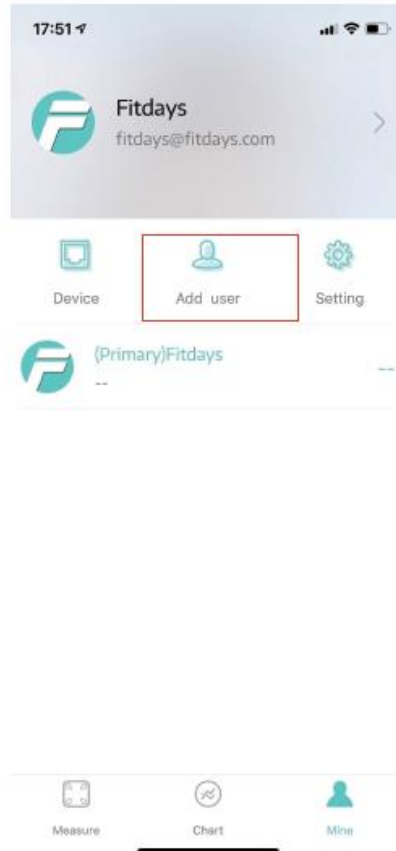 17:51
Fitdays
fitdays@fitdays.com
Device
Add user
Setting
(Primary)Fitdays
--
--
Measure
Chart
Mine